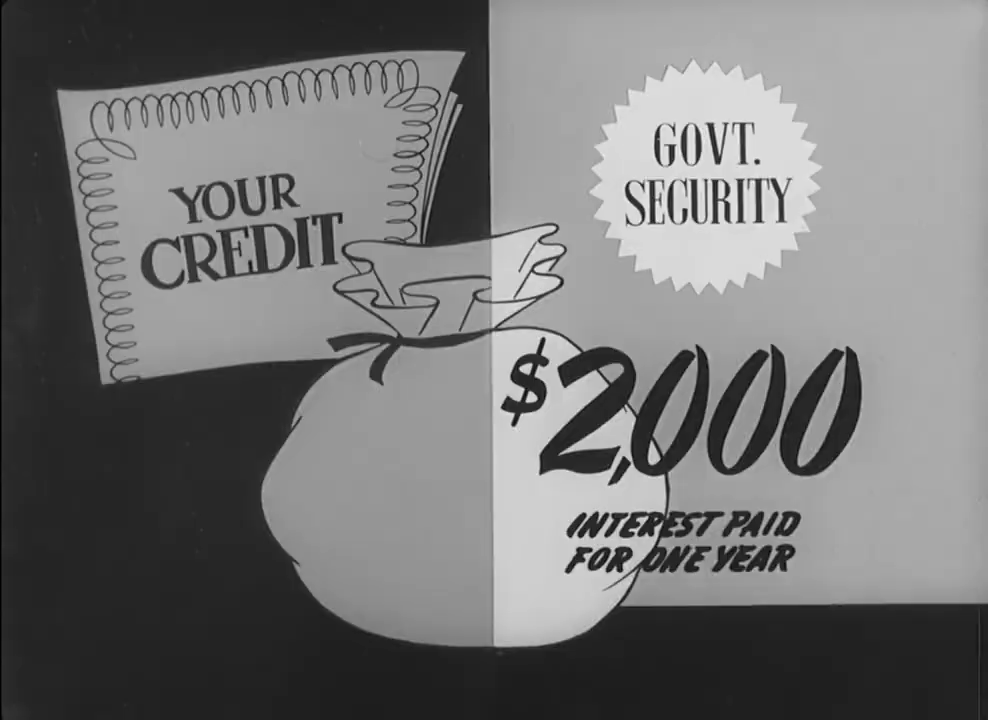 YOUR
CREDIT
GOVT.
SECURITY
$2,000
INTEREST PAID
FOR ONE YEAR